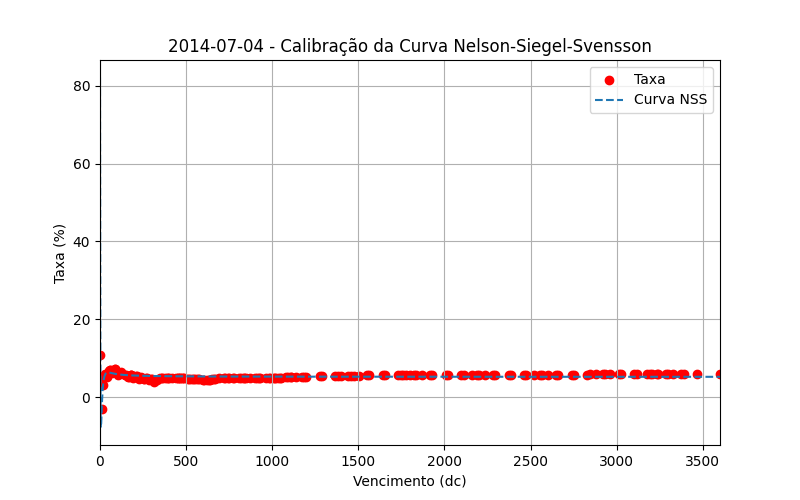 2014-07-04 - Calibração da Curva Nelson-Siegel-Svensson
Taxa
Curva NSS
Taxa (%)
80
60
40
20
0
0 500 1000 1500 2000 2500 3000 3500
Vencimento (dc)